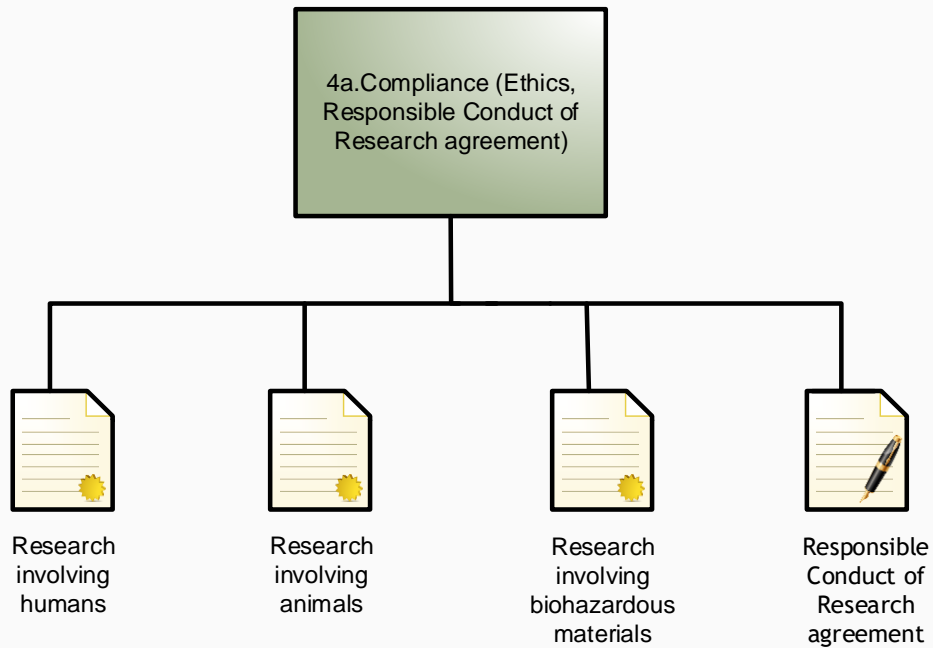 4a.Compliance (Ethics,
Responsible Conduct of
Research agreement)
Research
involving
humans
Research
involving
animals
Research
involving
biohazardous
materials
Responsible
Conduct of
Research
agreement